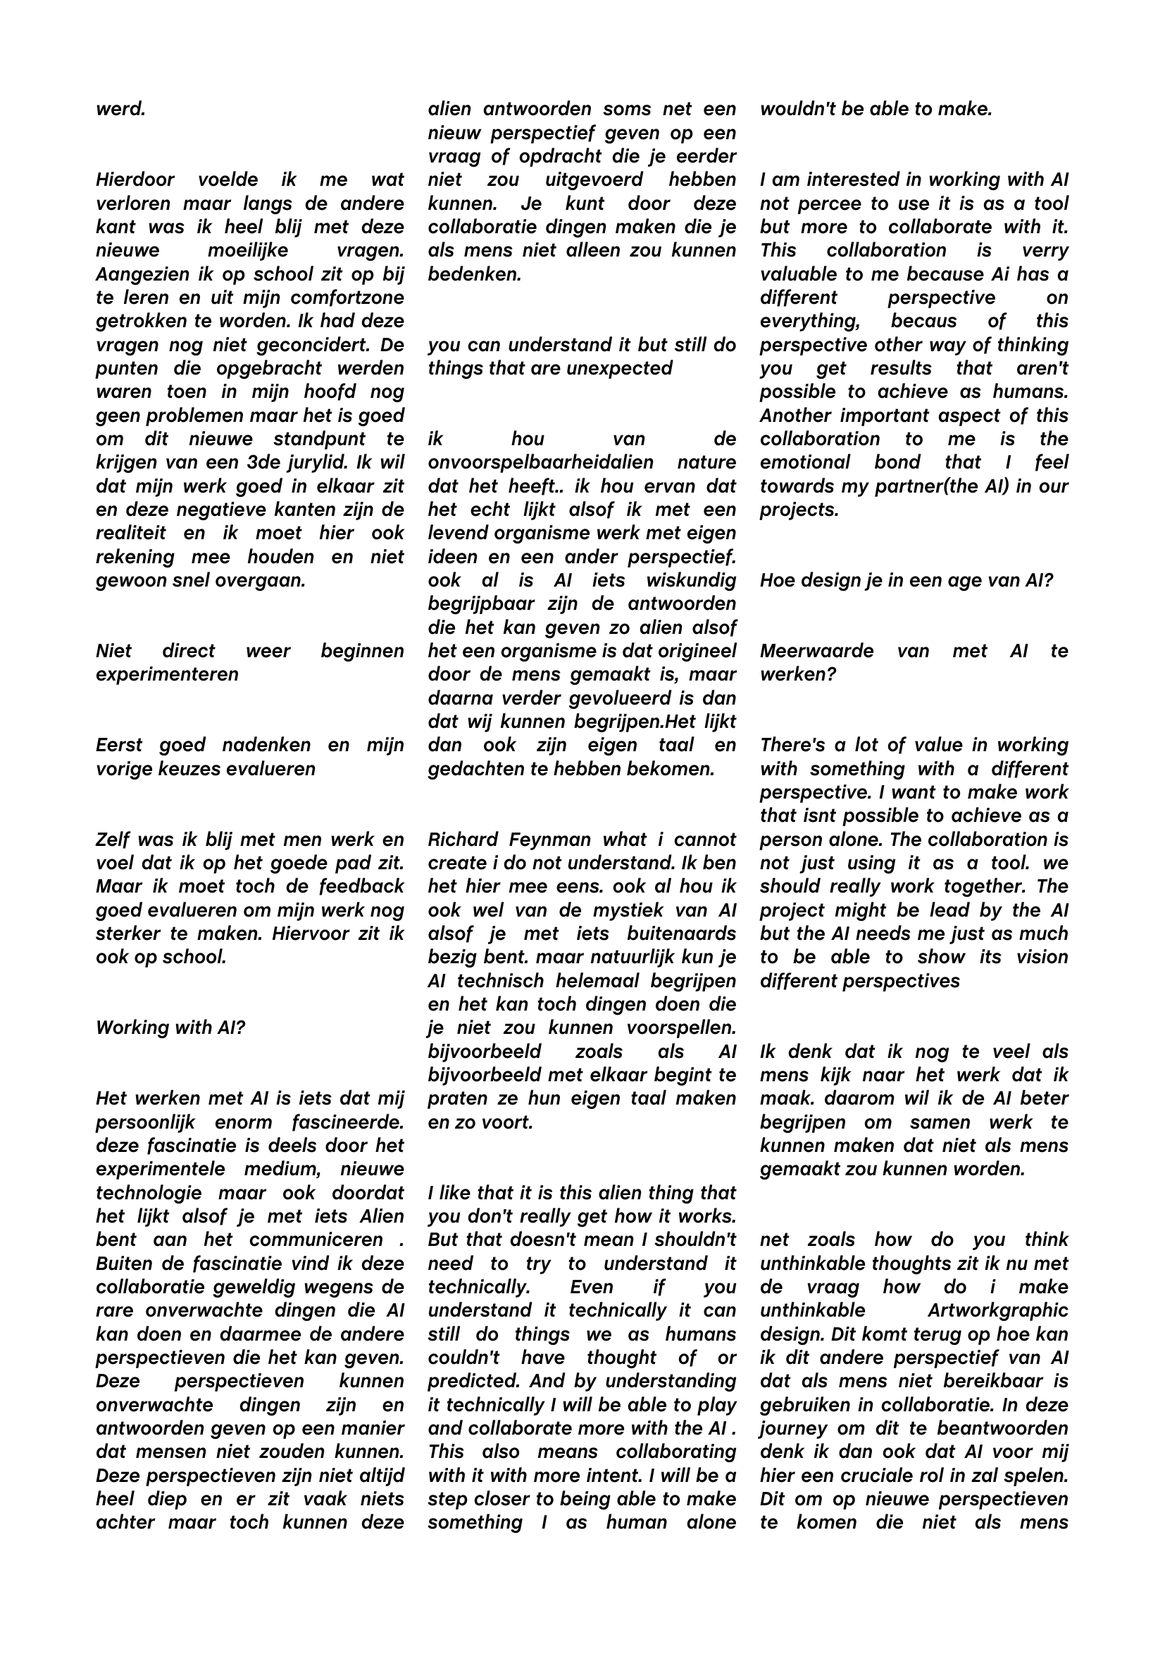 werd.
Hierdoor voelde ik me wat
verloren maar langs de andere
kant was ik heel blij met deze
nieuwe moeilijke vragen.
Aangezien ik op school zit op bij
te leren en uit mijn comfortzone
getrokken te worden. Ik had deze
vragen nog niet geconcidert. De
punten die opgebracht werden
waren toen in mijn hoofd nog
geen problemen maar het is goed
om dit nieuwe standpunt te
krijgen van een 3de jurylid. Ik wil
dat mijn werk goed in elkaar zit
en deze negatieve kanten zijn de
realiteit en ik moet hier ook
rekening mee houden en niet
gewoon snel overgaan.
Niet direct weer beginnen
experimenteren
Eerst goed nadenken en mijn
vorige keuzes evalueren
Zelf was ik blij met men werk en
voel dat ik op het goede pad zit.
Maar ik moet toch de feedback
goed evalueren om mijn werk nog
sterker te maken. Hiervoor zit ik
ook op school.
Working with AI?
Het werken met AI is iets dat mij
persoonlijk enorm fascineerde.
deze fascinatie is deels door het
experimentele medium, nieuwe
technologie maar ook doordat
het lijkt alsof je met iets Alien
bent aan het communiceren .
Buiten de fascinatie vind ik deze
collaboratie geweldig wegens de
rare onverwachte dingen die AI
kan doen en daarmee de andere
perspectieven die het kan geven.
Deze perspectieven kunnen
onverwachte dingen zijn en
antwoorden geven op een manier
dat mensen niet zouden kunnen.
Deze perspectieven zijn niet altijd
heel diep en er zit vaak niets
achter maar toch kunnen deze
alien antwoorden soms net een
nieuw perspectief geven op een
vraag of opdracht die je eerder
niet zou uitgevoerd hebben
kunnen. Je kunt door deze
collaboratie dingen maken die je
als mens niet alleen zou kunnen
bedenken.
you can understand it but still do
things that are unexpected
ik hou van de
onvoorspelbaarheidalien nature
dat het heeft.. ik hou ervan dat
het echt lijkt alsof ik met een
levend organisme werk met eigen
ideen en een ander perspectief.
ook al is AI iets wiskundig
begrijpbaar zijn de antwoorden
die het kan geven zo alien alsof
het een organisme is dat origineel
door de mens gemaakt is, maar
daarna verder gevolueerd is dan
dat wij kunnen begrijpen.Het lijkt
dan ook zijn eigen taal en
gedachten te hebben bekomen.
Richard Feynman what i cannot
create i do not understand. Ik ben
het hier mee eens. ook al hou ik
ook wel van de mystiek van AI
alsof je met iets buitenaards
bezig bent. maar natuurlijk kun je
AI technisch helemaal begrijpen
en het kan toch dingen doen die
je niet zou kunnen voorspellen.
bijvoorbeeld zoals als AI
bijvoorbeeld met elkaar begint te
praten ze hun eigen taal maken
en zo voort.
I like that it is this alien thing that
you don't really get how it works.
But that doesn't mean I shouldn't
need to try to understand it
technically. Even if you
understand it technically it can
still do things we as humans
couldn't have thought of or
predicted. And by understanding
it technically I will be able to play
and collaborate more with the AI .
This also means collaborating
with it with more intent. I will be a
step closer to being able to make
something I as human alone
wouldn't be able to make.
I am interested in working with AI
not percee to use it is as a tool
but more to collaborate with it.
This collaboration is verry
valuable to me because Ai has a
different perspective on
everything, becaus of this
perspective other way of thinking
you get results that aren't
possible to achieve as humans.
Another important aspect of this
collaboration to me is the
emotional bond that I feel
towards my partner(the AI) in our
projects.
Hoe design je in een age van AI?
Meerwaarde van met AI te
werken?
There's a lot of value in working
with something with a different
perspective. I want to make work
that isnt possible to achieve as a
person alone. The collaboration is
not just using it as a tool. we
should really work together. The
project might be lead by the AI
but the AI needs me just as much
to be able to show its vision
different perspectives
Ik denk dat ik nog te veel als
mens kijk naar het werk dat ik
maak. daarom wil ik de AI beter
begrijpen om samen werk te
kunnen maken dat niet als mens
gemaakt zou kunnen worden.
net zoals how do you think
unthinkable thoughts zit ik nu met
de vraag how do i make
unthinkable Artworkgraphic
design. Dit komt terug op hoe kan
ik dit andere perspectief van AI
dat als mens niet bereikbaar is
gebruiken in collaboratie. In deze
journey om dit te beantwoorden
denk ik dan ook dat AI voor mij
hier een cruciale rol in zal spelen.
Dit om op nieuwe perspectieven
te komen die niet als mens